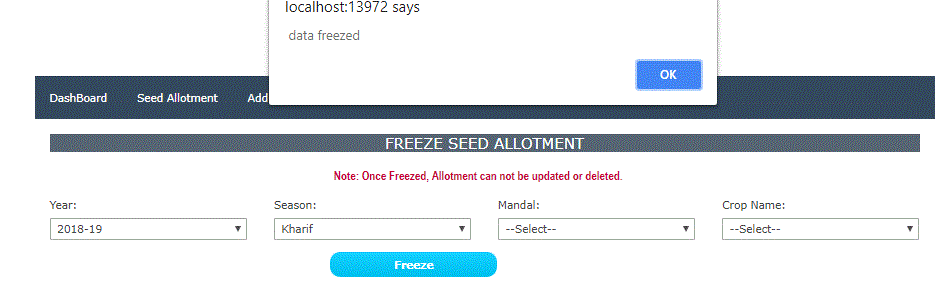 localhost:13972 says
data freezed
OK
DashBoard Seed Allotment Add
FREEZE SEED ALLOTMENT
Note: Once Freezed, Allotment can not be updated or deleted.
Year: Season: Mandal: Crop Name:
2018-19 Kharif --Select-- --Select--
Freeze